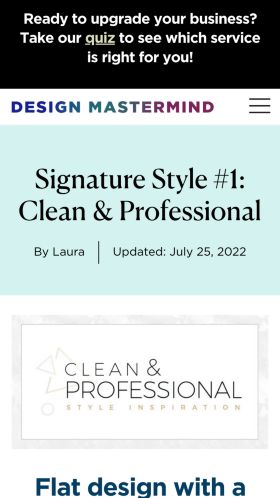 Ready to upgrade your business?
Take our quiz to see which service
is right for you!
DESIGN MASTERMIND
Signature Style #1:
Clean & Professional
By Laura
Updated: July 25, 2022
CLEAN &
PROFESSIONAL
STYLE INSPIRATION
Flat design with a